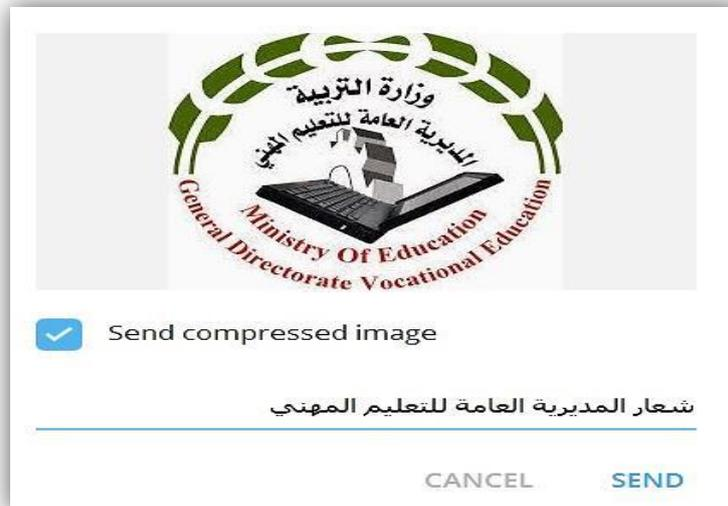 وزارة التربية
المديرية العامة للتعليم المهني
Ministry Of Education
General Directorate Vocational Education
Send compressed image
شعار المديرية العامة للتعليم المهني
CANCEL SEND